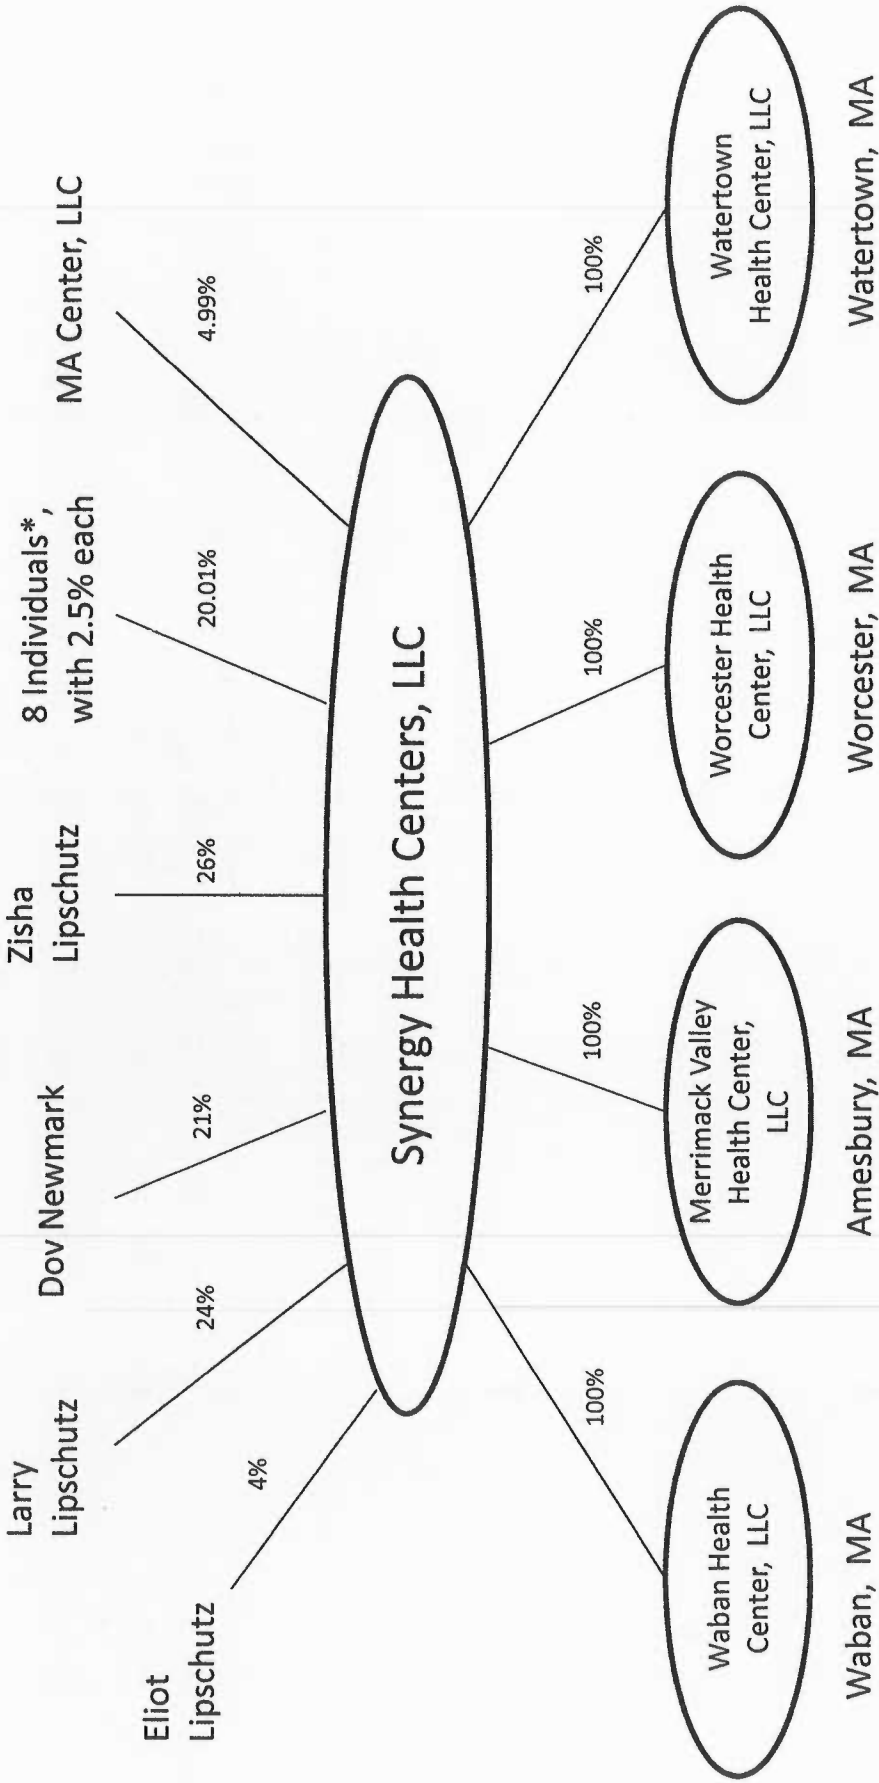 Eliot
Lipschutz
Larry
Lipschutz
Dov Newmark
Zisha
Lipschutz
8 Individuals*,
with 2.5% each
MA Center, LLC
4%
24%
21%
26%
20.01%
4.99%
Synergy Health Centers, LLC
100%
100%
100%
100%
Waban Health
Center, LLC
Merrimack Valley
Health Center,
LLC
Worcester Health
Center, LLC
Watertown
Health Center, LLC
Waban, MA
Amesbury, MA
Worcester, MA
Watertown, MA